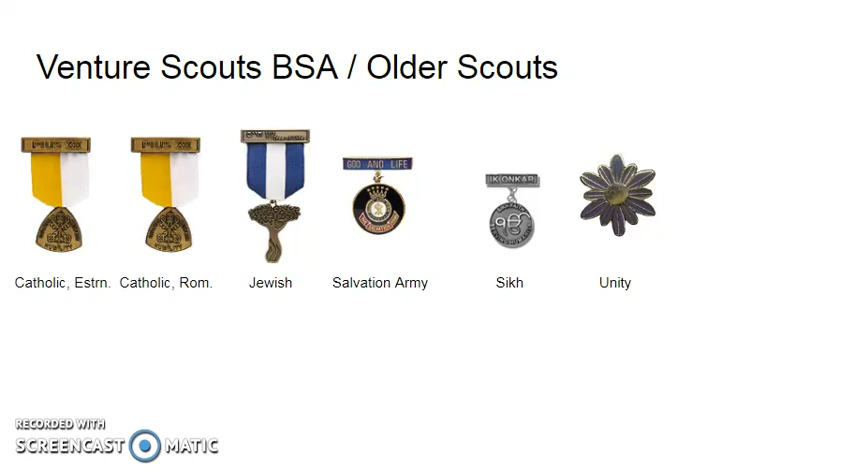 Venture Scouts BSA / Older Scouts
GOD AND LIFE
IK ONKAR
Catholic, Estrn.
Catholic, Rom.
Jewish
Salvation Army
Sikh
Unity
RECORDED WITH
SCREENCAST MATIC